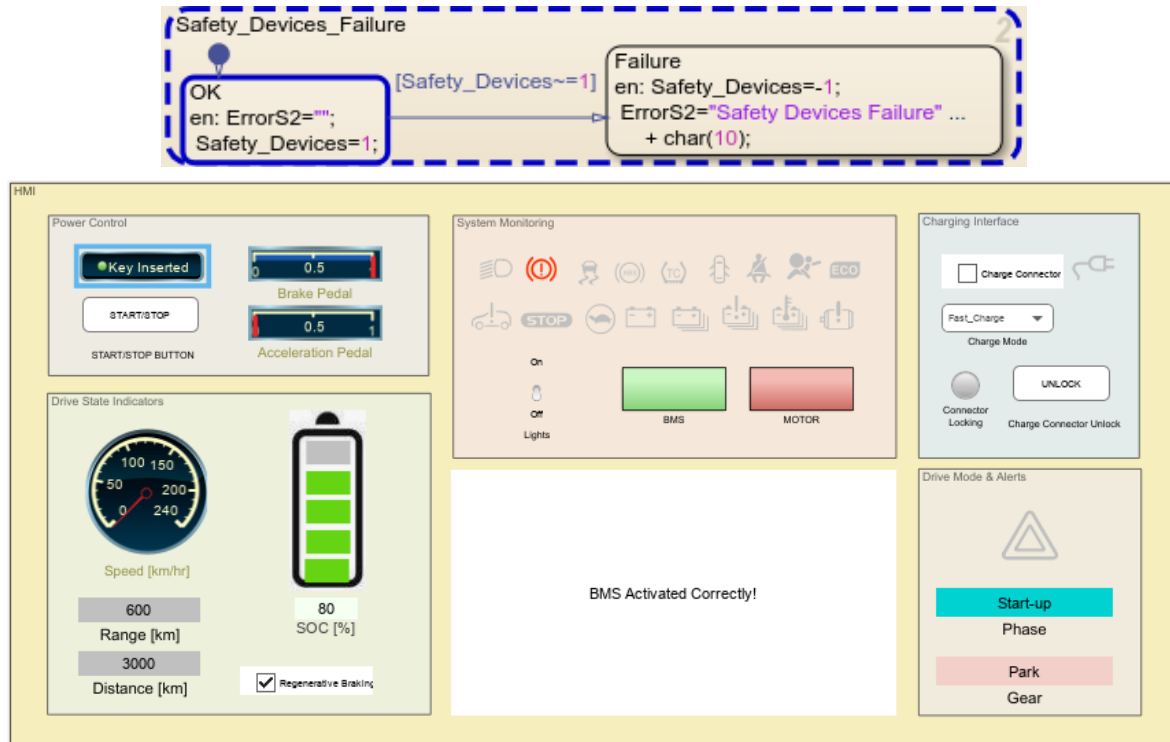 Safety_Devices_Failure
2
OK
en: ErrorS2="";
Safety_Devices=1;
[Safety_Devices~=1]
Failure
en: Safety_Devices=-1;
ErrorS2="Safety Devices Failure" ...
+ char(10);
HMI
Power Control
Key Inserted
START/STOP
START/STOP BUTTON
0 0.5 1
Brake Pedal
0.5 1
Acceleration Pedal
System Monitoring
ABS
TC
ECO
STOP
On
Off
Lights
BMS
MOTOR
Charging Interface
Charge Connector
Fast_Charge
Charge Mode
Connector
Locking
UNLOCK
Charge Connector Unlock
Drive State Indicators
0 50 100 150 200 240
Speed [km/hr]
600
Range [km]
3000
Distance [km]
80
SOC [%]
Regenerative Braking
BMS Activated Correctly!
Drive Mode & Alerts
Start-up
Phase
Park
Gear